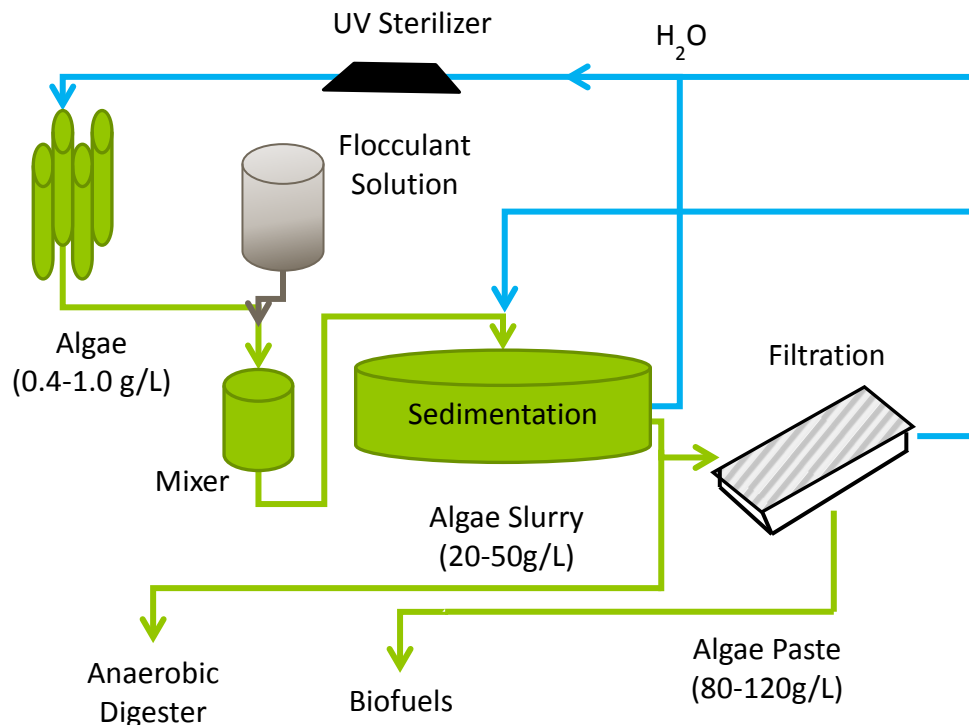 UV Sterilizer
H₂O
Flocculant
Solution
Algae
(0.4-1.0 g/L)
Filtration
Sedimentation
Mixer
Algae Slurry
(20-50g/L)
Algae Paste
(80-120g/L)
Anaerobic
Digester
Biofuels